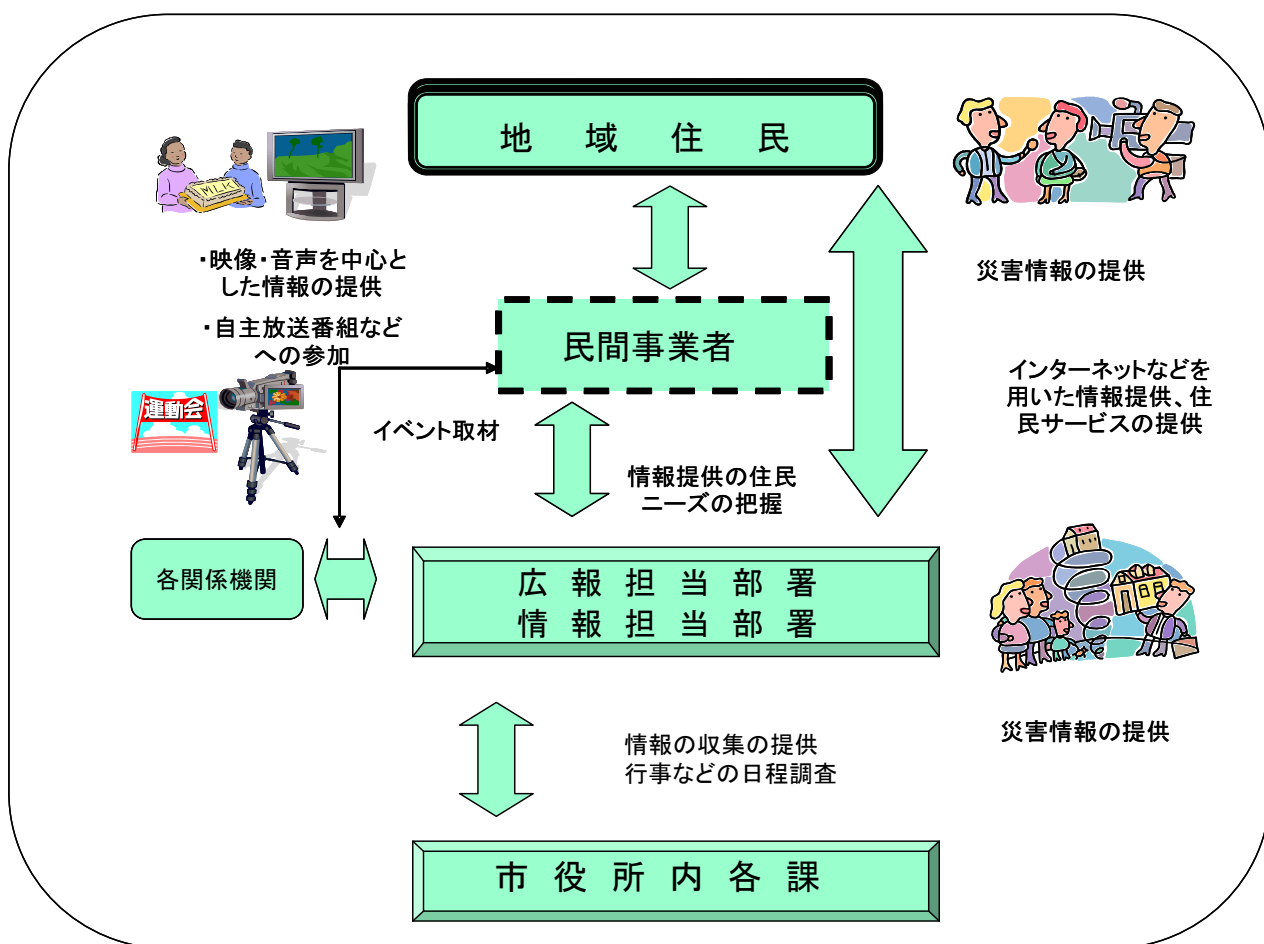 地域住民
MLK
・映像・音声を中心と
した情報の提供
・自主放送番組など
への参加
災害情報の提供
民間事業者
インターネットなどを
用いた情報提供、住
民サービスの提供
運動会
イベント取材
情報提供の住民
ニーズの把握
各関係機関
広報担当部署
情報担当部署
災害情報の提供
情報の収集の提供
行事などの日程調査
市役所内各課